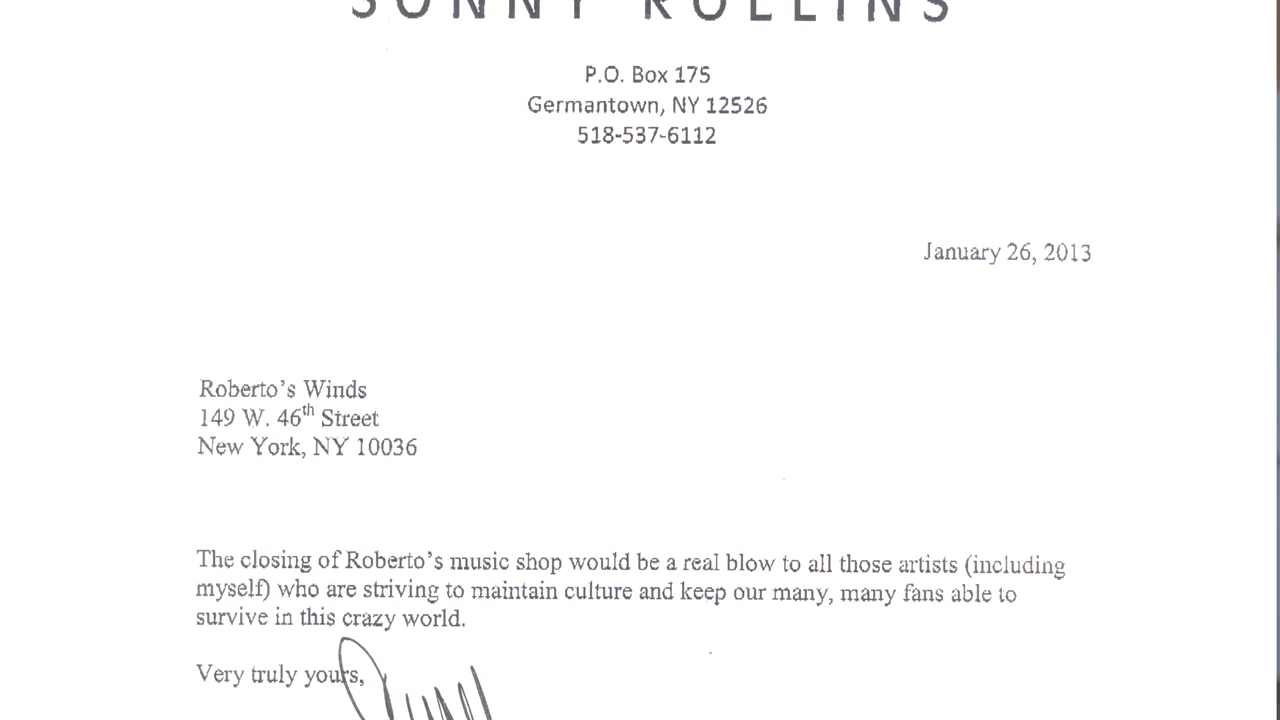 SONNY ROLLINS
P.O. Box 175
Germantown, NY 12526
518-537-6112
January 26, 2013
Roberto's Winds
149 W. 46th Street
New York, NY 10036
The closing of Roberto's music shop would be a real blow to all those artists (including
myself) who are striving to maintain culture and keep our many, many fans able to
survive in this crazy world.
Very truly yours,